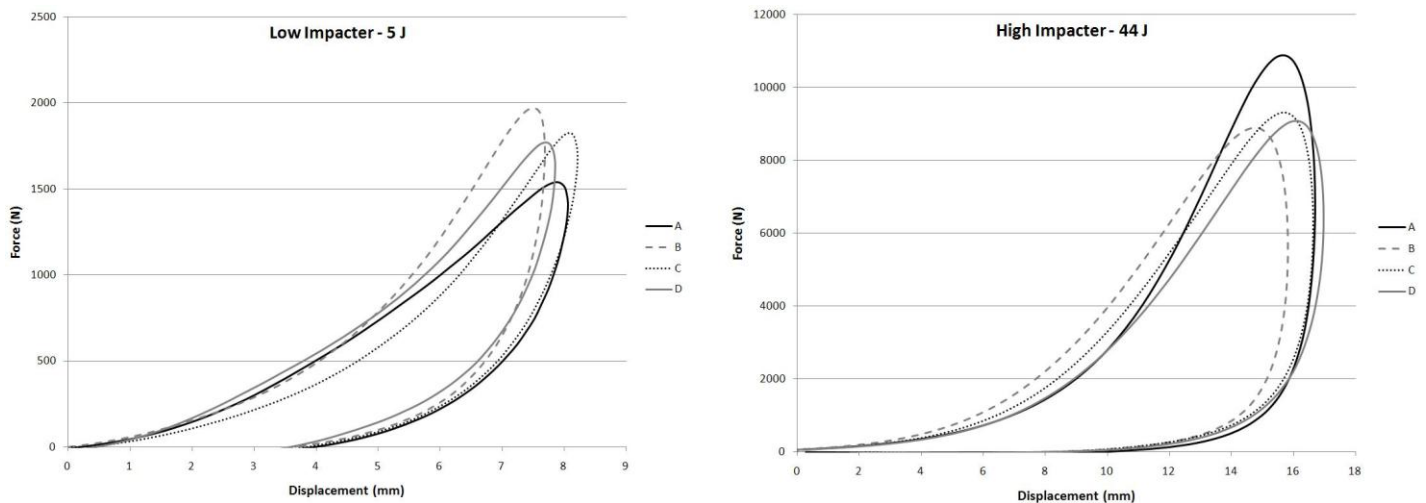 Low Impacter - 5 J
2500
2000
1500
1000
500
0
0 1 2 3 4 5 6 7 8 9
Force (N)
Displacement (mm)
A
B
C
D
High Impacter - 44 J
12000
10000
8000
6000
4000
2000
0
0 2 4 6 8 10 12 14 16 18
Force (N)
Displacement (mm)
A
B
C
D